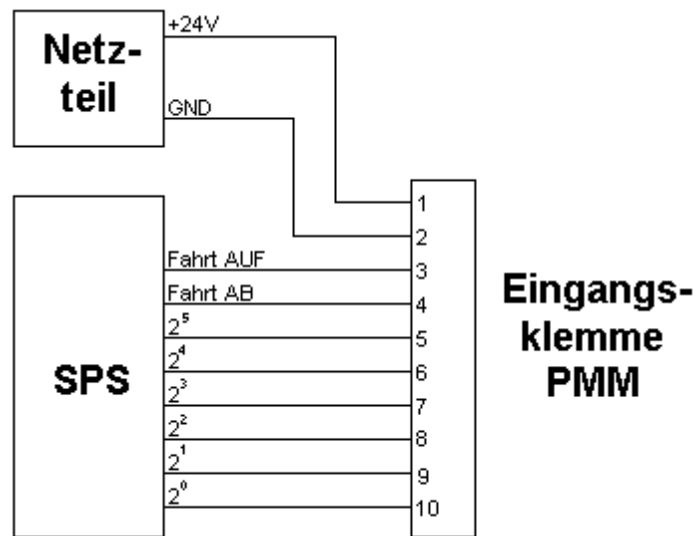 Netz-
teil
+24V
GND
SPS
Fahrt AUF
Fahrt AB
2⁵
2⁴
2³
2²
2¹
2⁰
1
2
3
4
5
6
7
8
9
10
Eingangs-
klemme
PMM